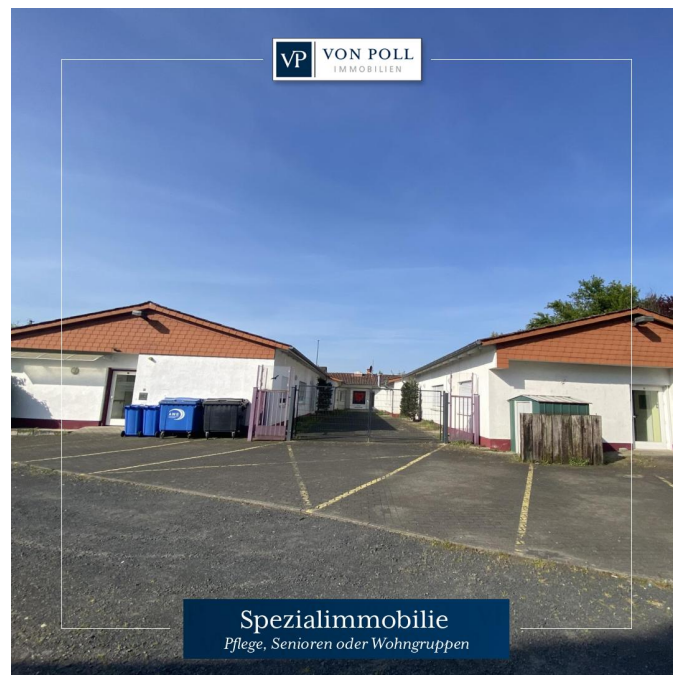 VP VON POLL
IMMOBILIEN
Spezialimmobilie
Pflege, Senioren oder Wohngruppen